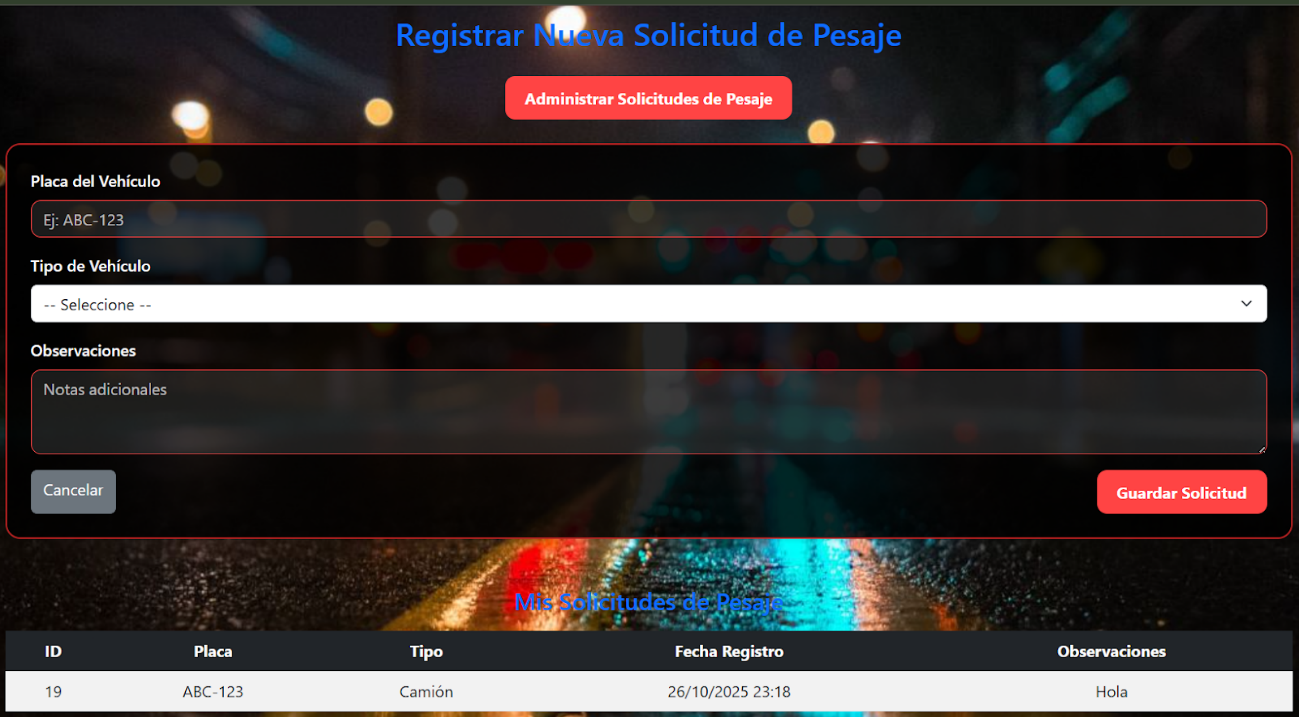 Registrar Nueva Solicitud de Pesaje
Administrar Solicitudes de Pesaje
Placa del Vehículo
Ej: ABC-123
Tipo de Vehículo
-- Seleccione --
Observaciones
Notas adicionales
Cancelar Guardar Solicitud
Mis Solicitudes de Pesaje
ID Placa Tipo Fecha Registro Observaciones
19 ABC-123 Camión 26/10/2025 23:18 Hola